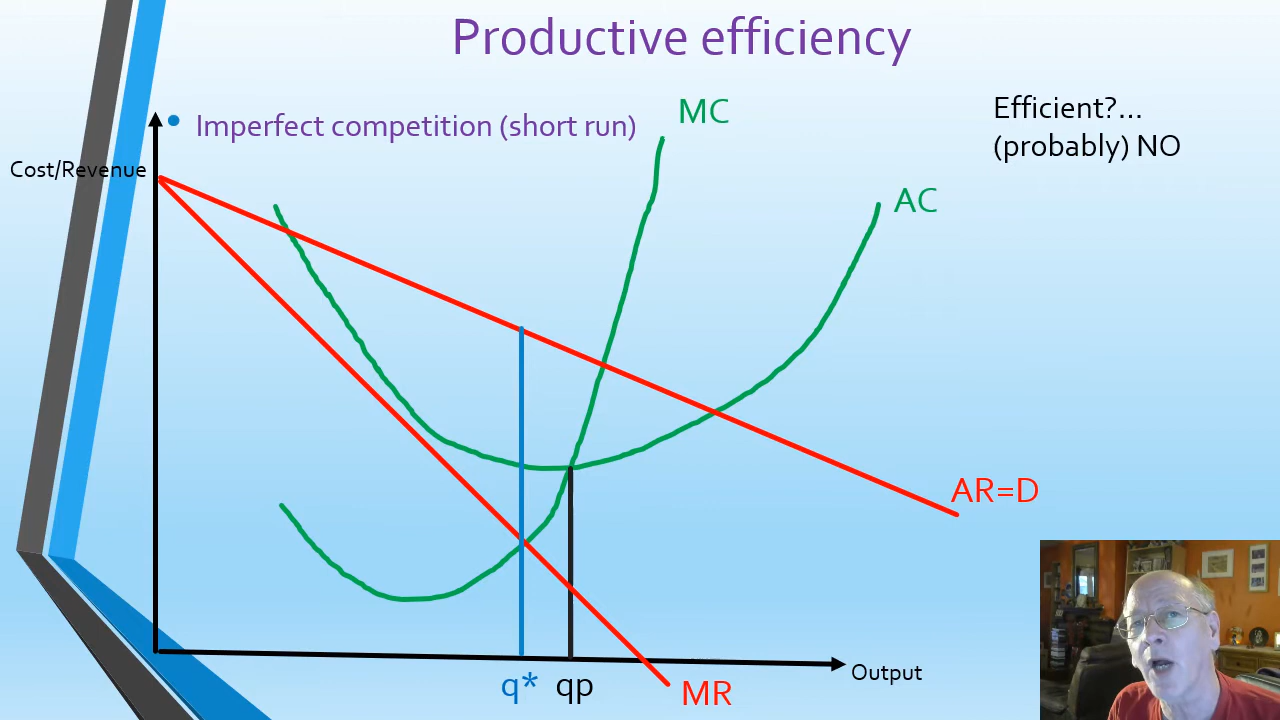 Productive efficiency
Imperfect competition (short run)
Efficient?...
(probably) NO
Cost/Revenue
MC
AC
AR=D
MR
q*
qp
Output